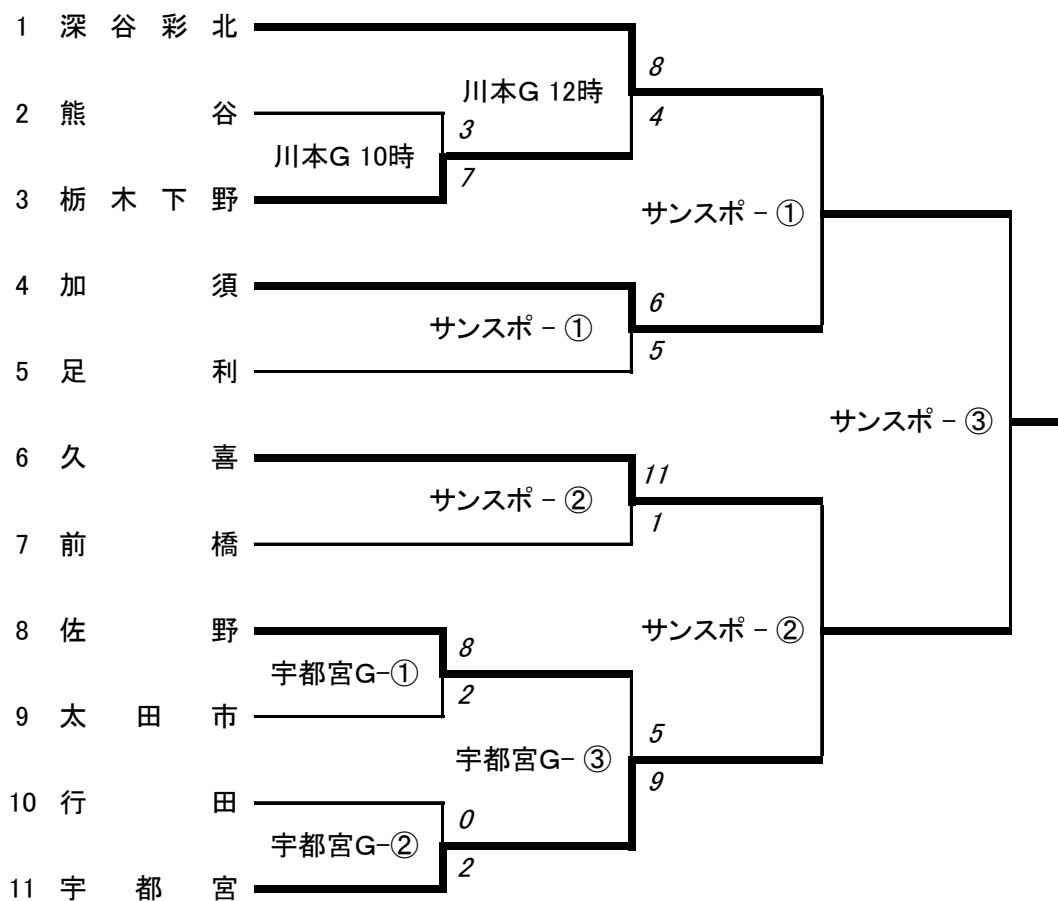 1 深谷彩北
8
川本G 12時
4
2 熊谷
3
川本G 10時
7
3 栃木下野
サンスポ - ①
4 加須
6
サンスポ - ①
5
5 足利
サンスポ - ③
6 久喜
11
サンスポ - ②
1
7 前橋
8 佐野
サンスポ - ②
8
宇都宮G-①
2
9 太田市
5
宇都宮G- ③
9
10 行田
0
宇都宮G-②
2
11 宇都宮